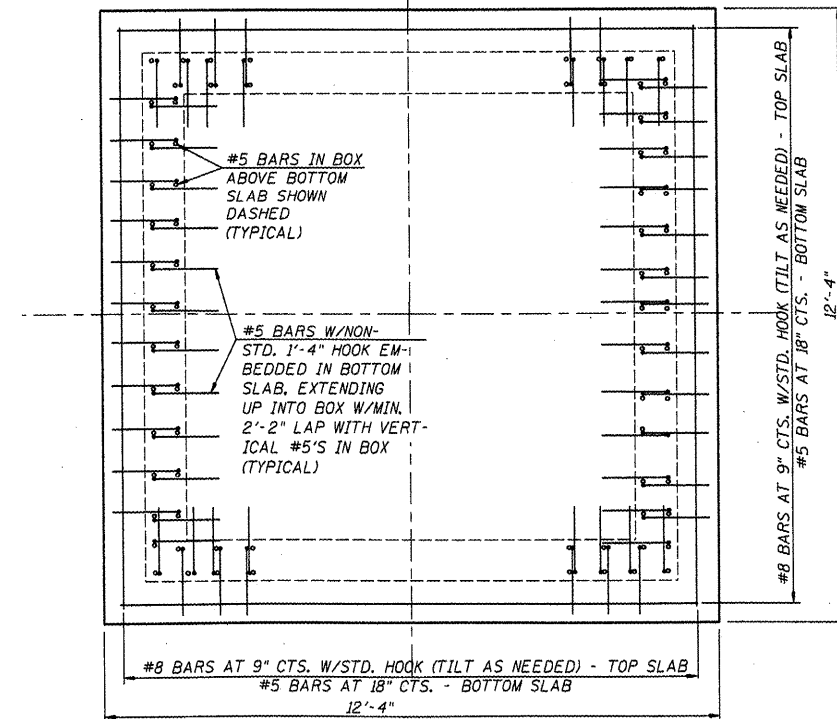 #5 BARS IN BOX
ABOVE BOTTOM
SLAB SHOWN
DASHED
(TYPICAL)
#5 BARS W/NON-
STD. 1'-4" HOOK EM-
BEDDED IN BOTTOM
SLAB, EXTENDING
UP INTO BOX W/MIN.
2'-2" LAP WITH VERT-
ICAL #5'S IN BOX
(TYPICAL)
#8 BARS AT 9" CTS. W/STD. HOOK (TILT AS NEEDED) - TOP SLAB
#5 BARS AT 18" CTS. - BOTTOM SLAB
12'-4"
#8 BARS AT 9" CTS. W/STD. HOOK (TILT AS NEEDED) - TOP SLAB
#5 BARS AT 18" CTS. - BOTTOM SLAB
12'-4"